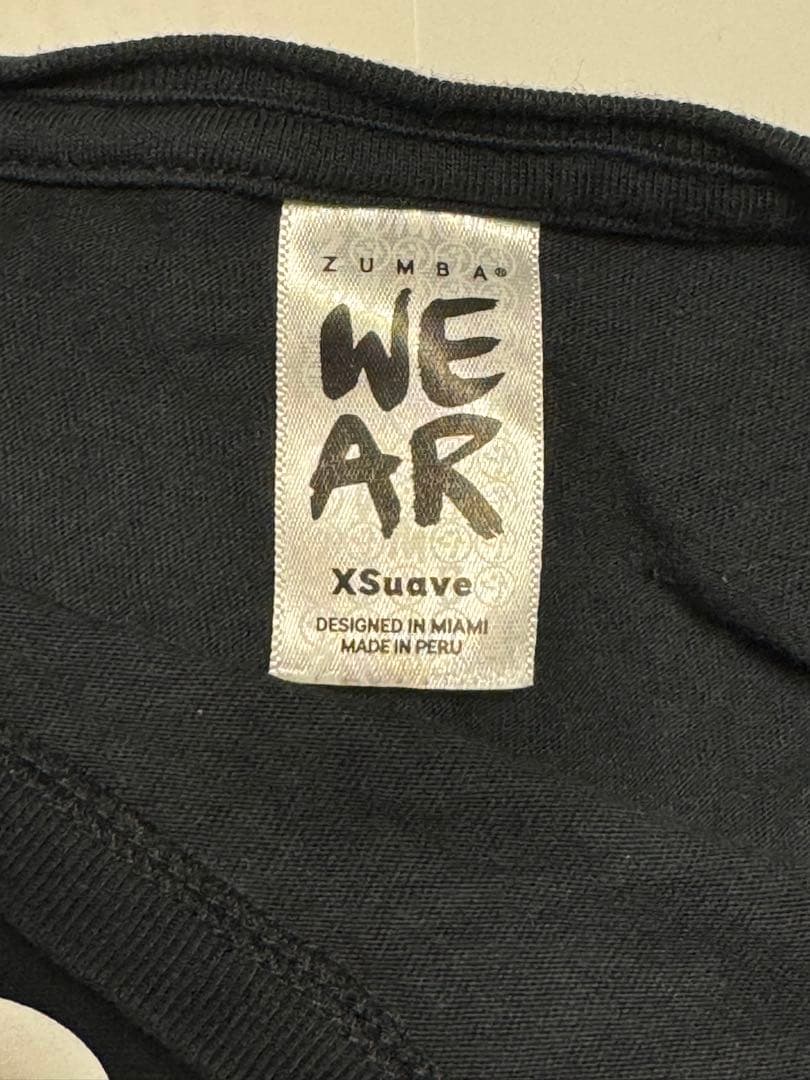 ZUMBA®
WE
AR
XSuave
DESIGNED IN MIAMI
MADE IN PERU